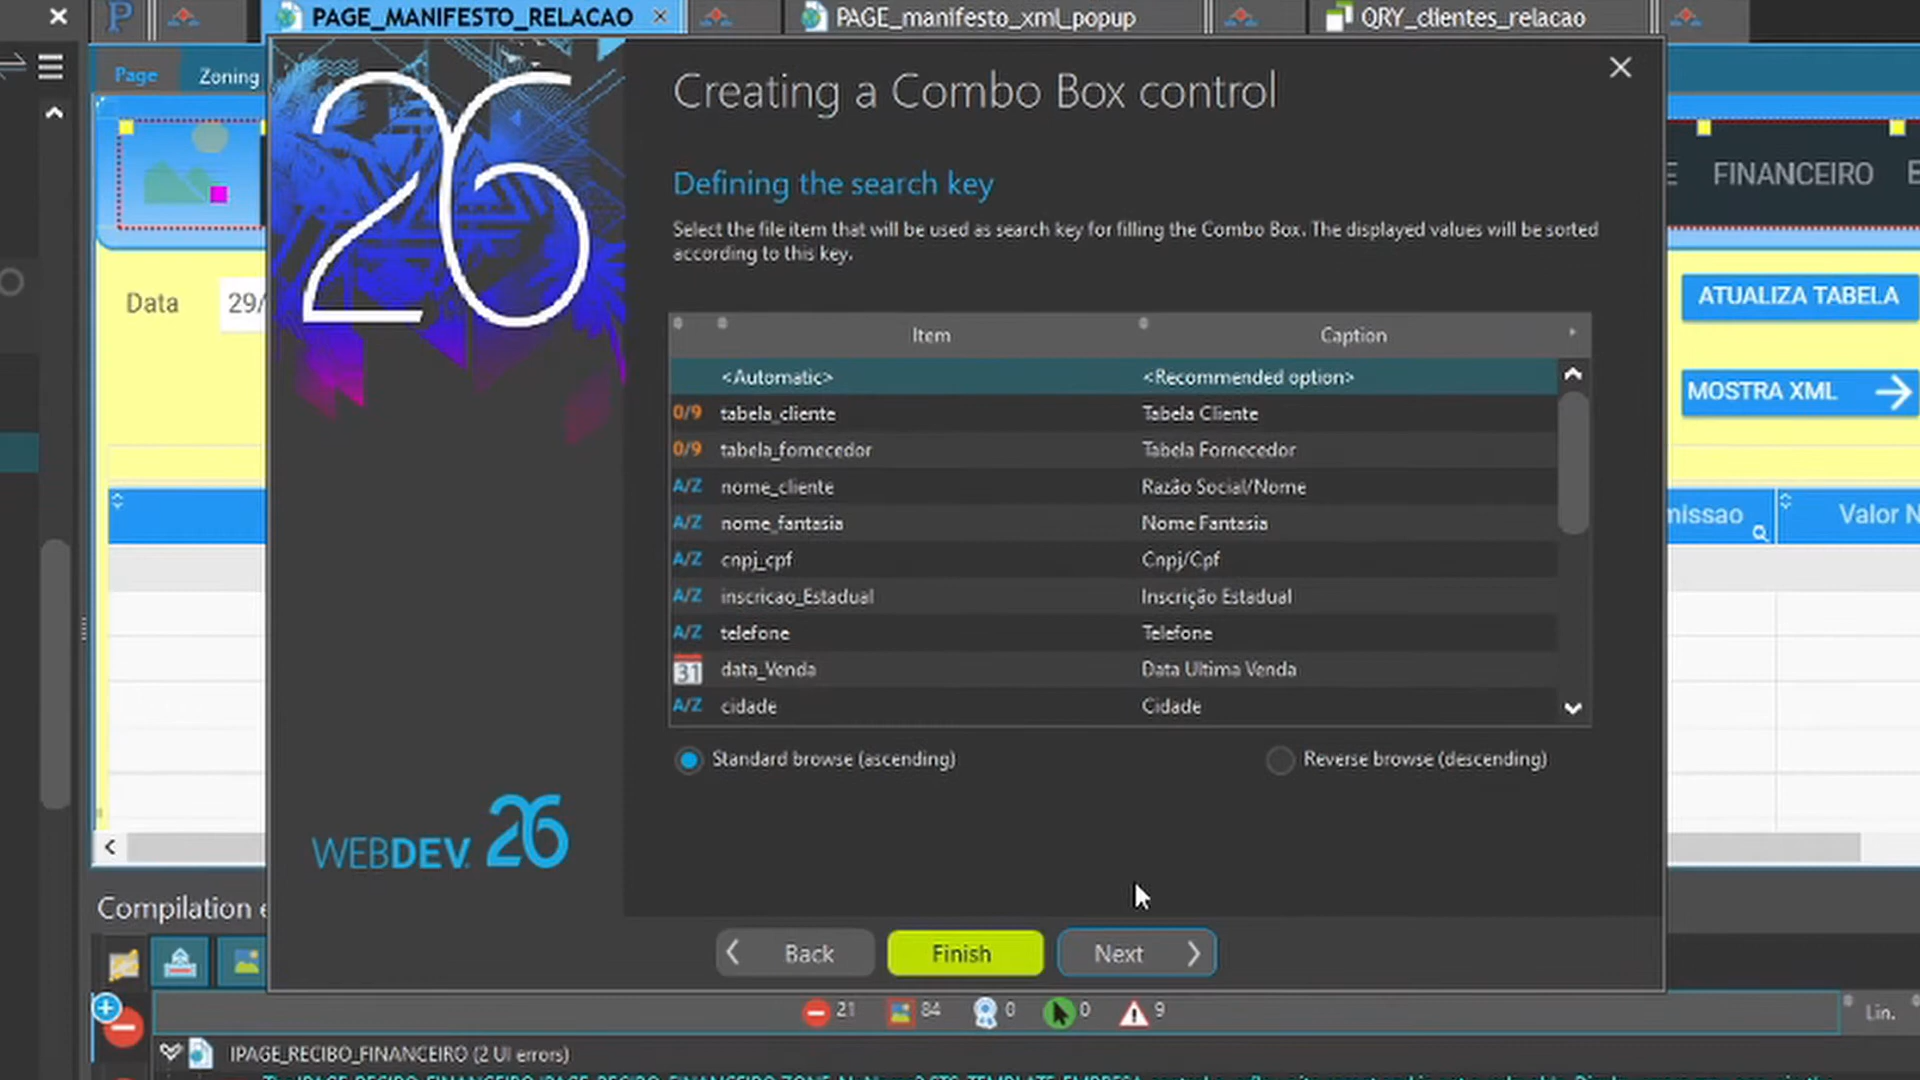 PAGE_MANIFESTO_RELACAO
PAGE_manifesto_xml_popup
QRY_clientes_relacao
Page
Zoning
26
Creating a Combo Box control
Defining the search key
Select the file item that will be used as search key for filling the Combo Box. The displayed values will be sorted
according to this key.
FINANCEIRO
Data
29/
ATUALIZA TABELA
MOSTRA XML
Item
Caption
<Automatic>
<Recommended option>
0/9 tabela_cliente
Tabela Cliente
0/9 tabela_fornecedor
Tabela Fornecedor
A/Z nome_cliente
Razão Social/Nome
A/Z nome_fantasia
Nome Fantasia
A/Z cnpj_cpf
Cnpj/Cpf
A/Z inscricao_Estadual
Inscrição Estadual
A/Z telefone
Telefone
31 data_Venda
Data Ultima Venda
A/Z cidade
Cidade
missao
Valor N
Standard browse (ascending)
Reverse browse (descending)
WEBDEV 26
Compilation e
Back
Finish
Next
21
84
0
0
9
Lin.
IPAGE_RECIBO_FINANCEIRO (2 UI errors)